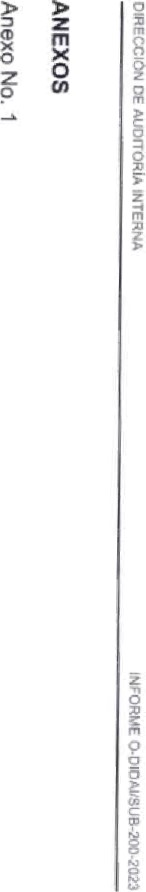 DIRECCIÓN DE AUDITORÍA INTERNA INFORME O-DIDAI/SUB-200-2023
ANEXOS
Anexo No. 1